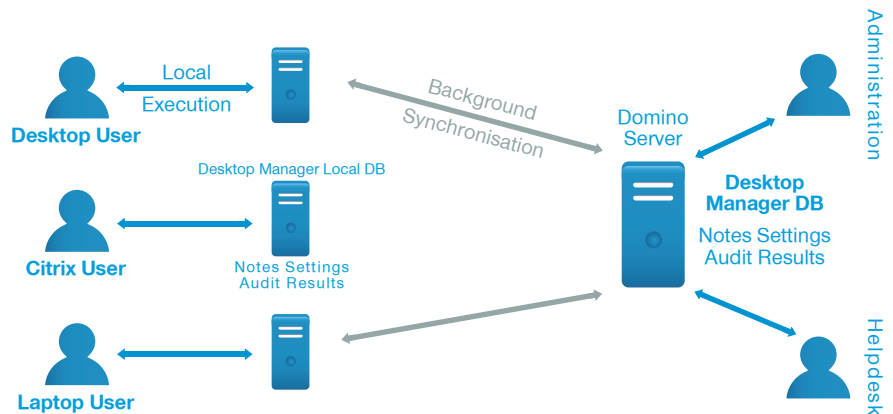 Local
Execution
Desktop User
Desktop Manager Local DB
Citrix User
Notes Settings
Audit Results
Laptop User
Background
Synchronisation
Domino
Server
Desktop
Manager DB
Notes Settings
Audit Results
Administration
Helpdesk